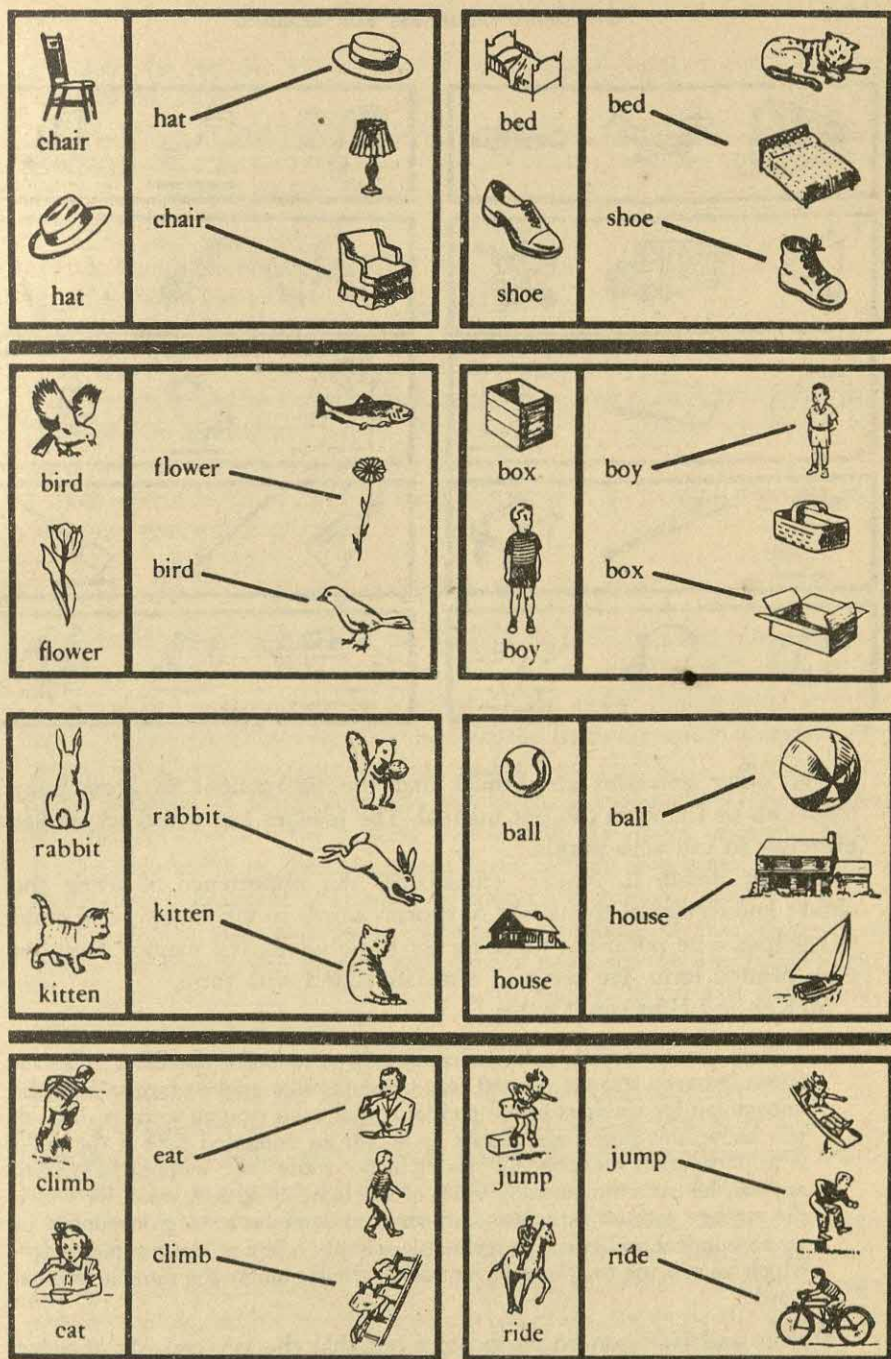 chair
hat
hat
chair
bed
shoe
bed
shoe
bird
flower
flower
bird
box
boy
boy
box
rabbit
kitten
rabbit
kitten
ball
house
ball
house
climb
eat
eat
climb
jump
ride
jump
ride